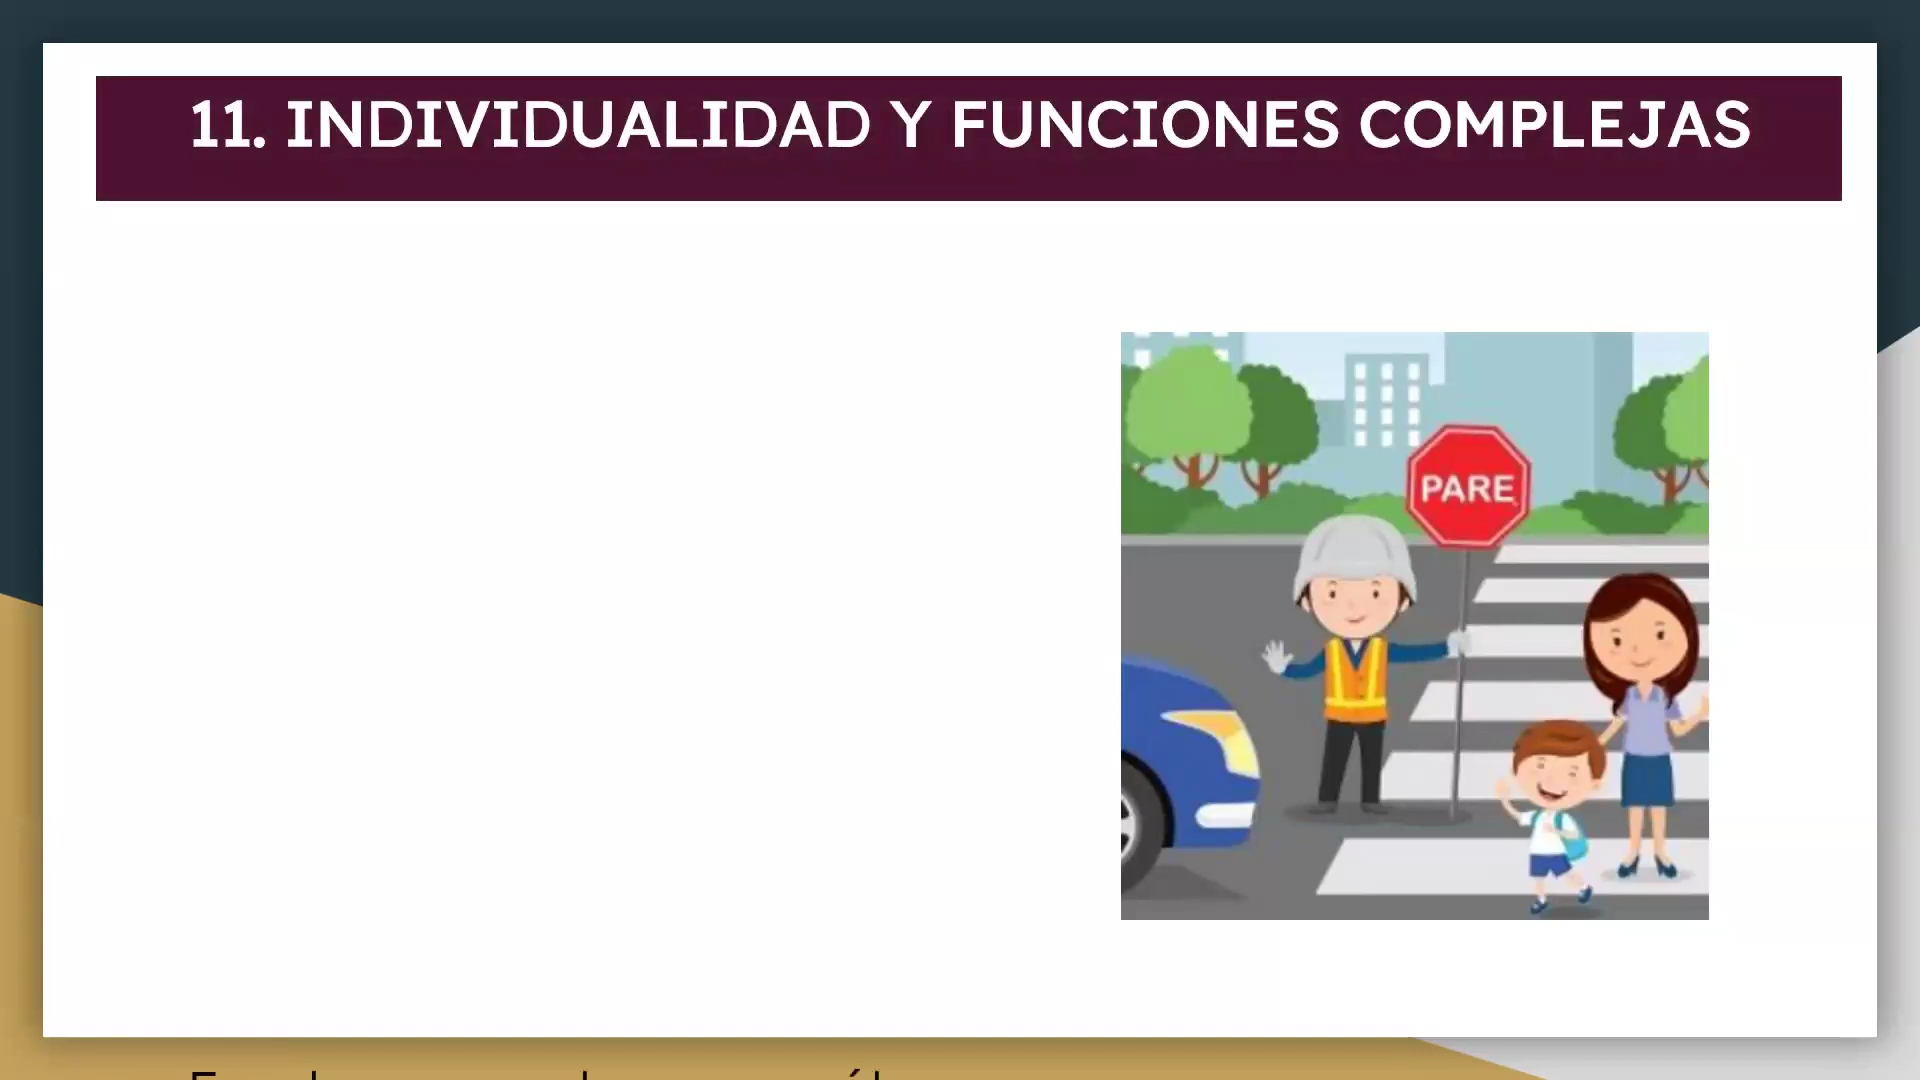 11. INDIVIDUALIDAD Y FUNCIONES COMPLEJAS
PARE